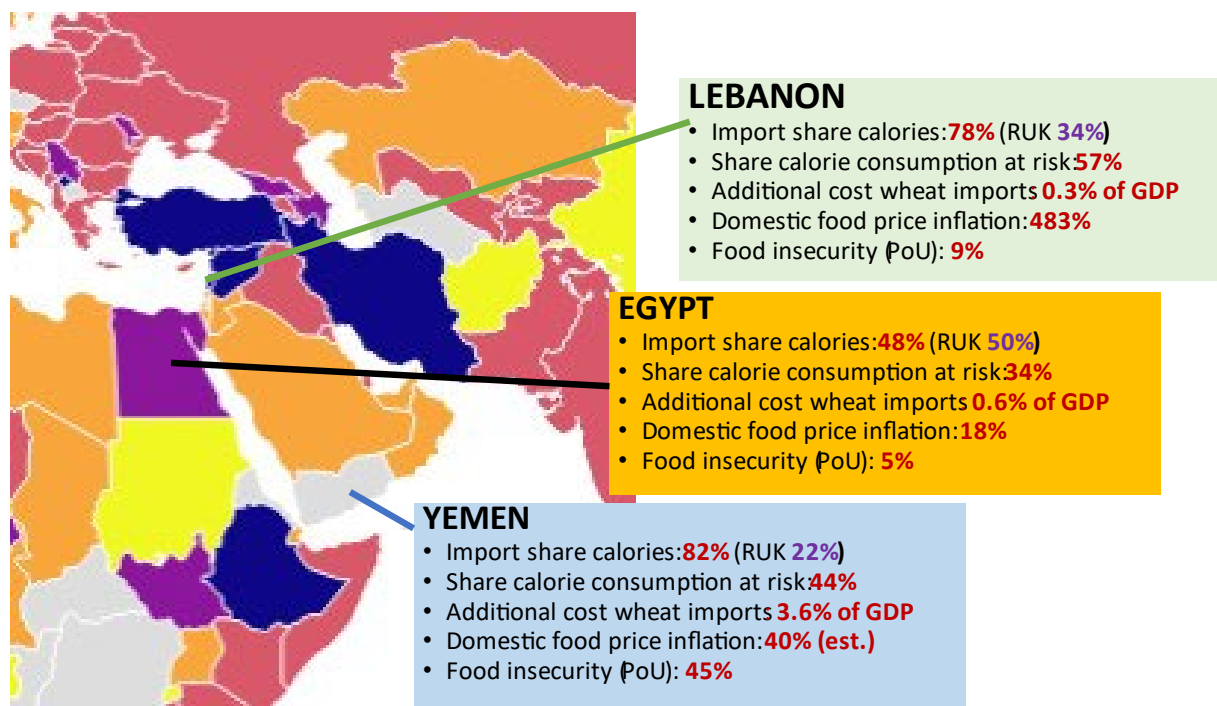 LEBANON
• Import share calories:78% (RUK 34%)
• Share calorie consumption at risk:57%
• Additional cost wheat imports 0.3% of GDP
• Domestic food price inflation:483%
• Food insecurity (PoU): 9%
EGYPT
• Import share calories:48% (RUK 50%)
• Share calorie consumption at risk:34%
• Additional cost wheat imports 0.6% of GDP
• Domestic food price inflation:18%
• Food insecurity (PoU): 5%
YEMEN
• Import share calories:82% (RUK 22%)
• Share calorie consumption at risk:44%
• Additional cost wheat imports 3.6% of GDP
• Domestic food price inflation:40% (est.)
• Food insecurity (PoU): 45%